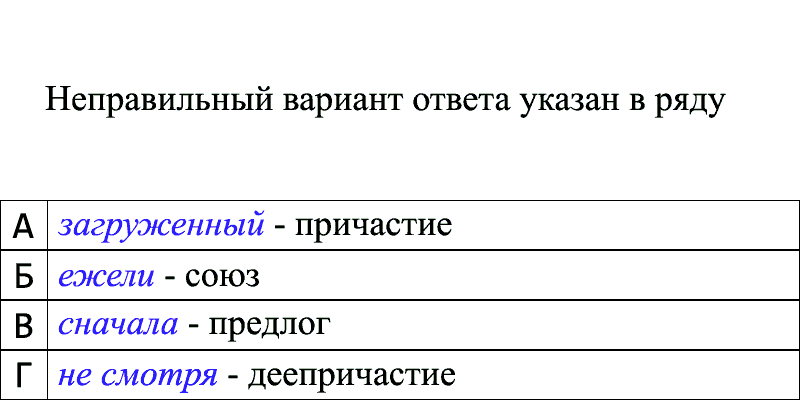 Неправильный вариант ответа указан в ряду
А загруженный - причастие
Б ежели - союз
В сначала - предлог
Г не смотря - деепричастие